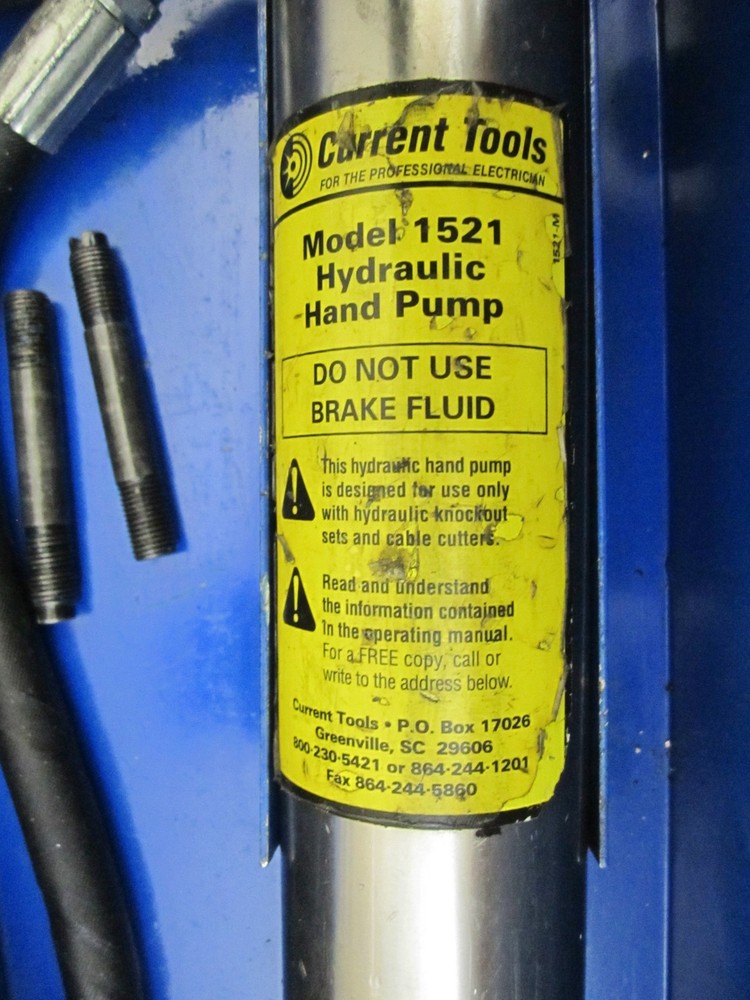 Current Tools
FOR THE PROFESSIONAL ELECTRICIAN
1521-M
Model 1521
Hydraulic
Hand Pump
DO NOT USE
BRAKE FLUID
This hydraulic hand pump
is designed for use only
with hydraulic knockout
sets and cable cutters.
Read and understand
the information contained
in the operating manual.
For a FREE copy, call or
write to the address below.
Current Tools • P.O. Box 17026
Greenville, SC 29606
800-230-5421 or 864-244-1201
Fax 864-244-5860